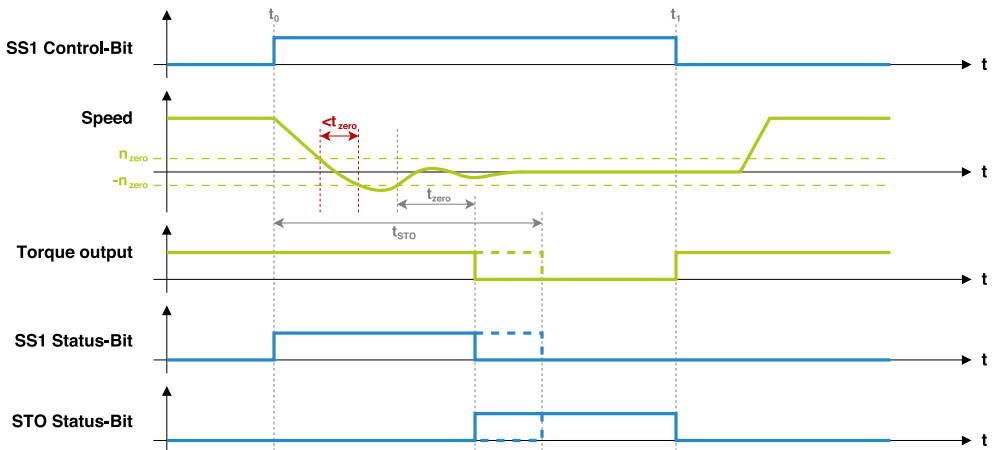 t0 t1
SS1 Control-Bit
t
Speed
<tzero
nzero
t
-nzero
tzero
tSTO
Torque output
t
SS1 Status-Bit
t
STO Status-Bit
t